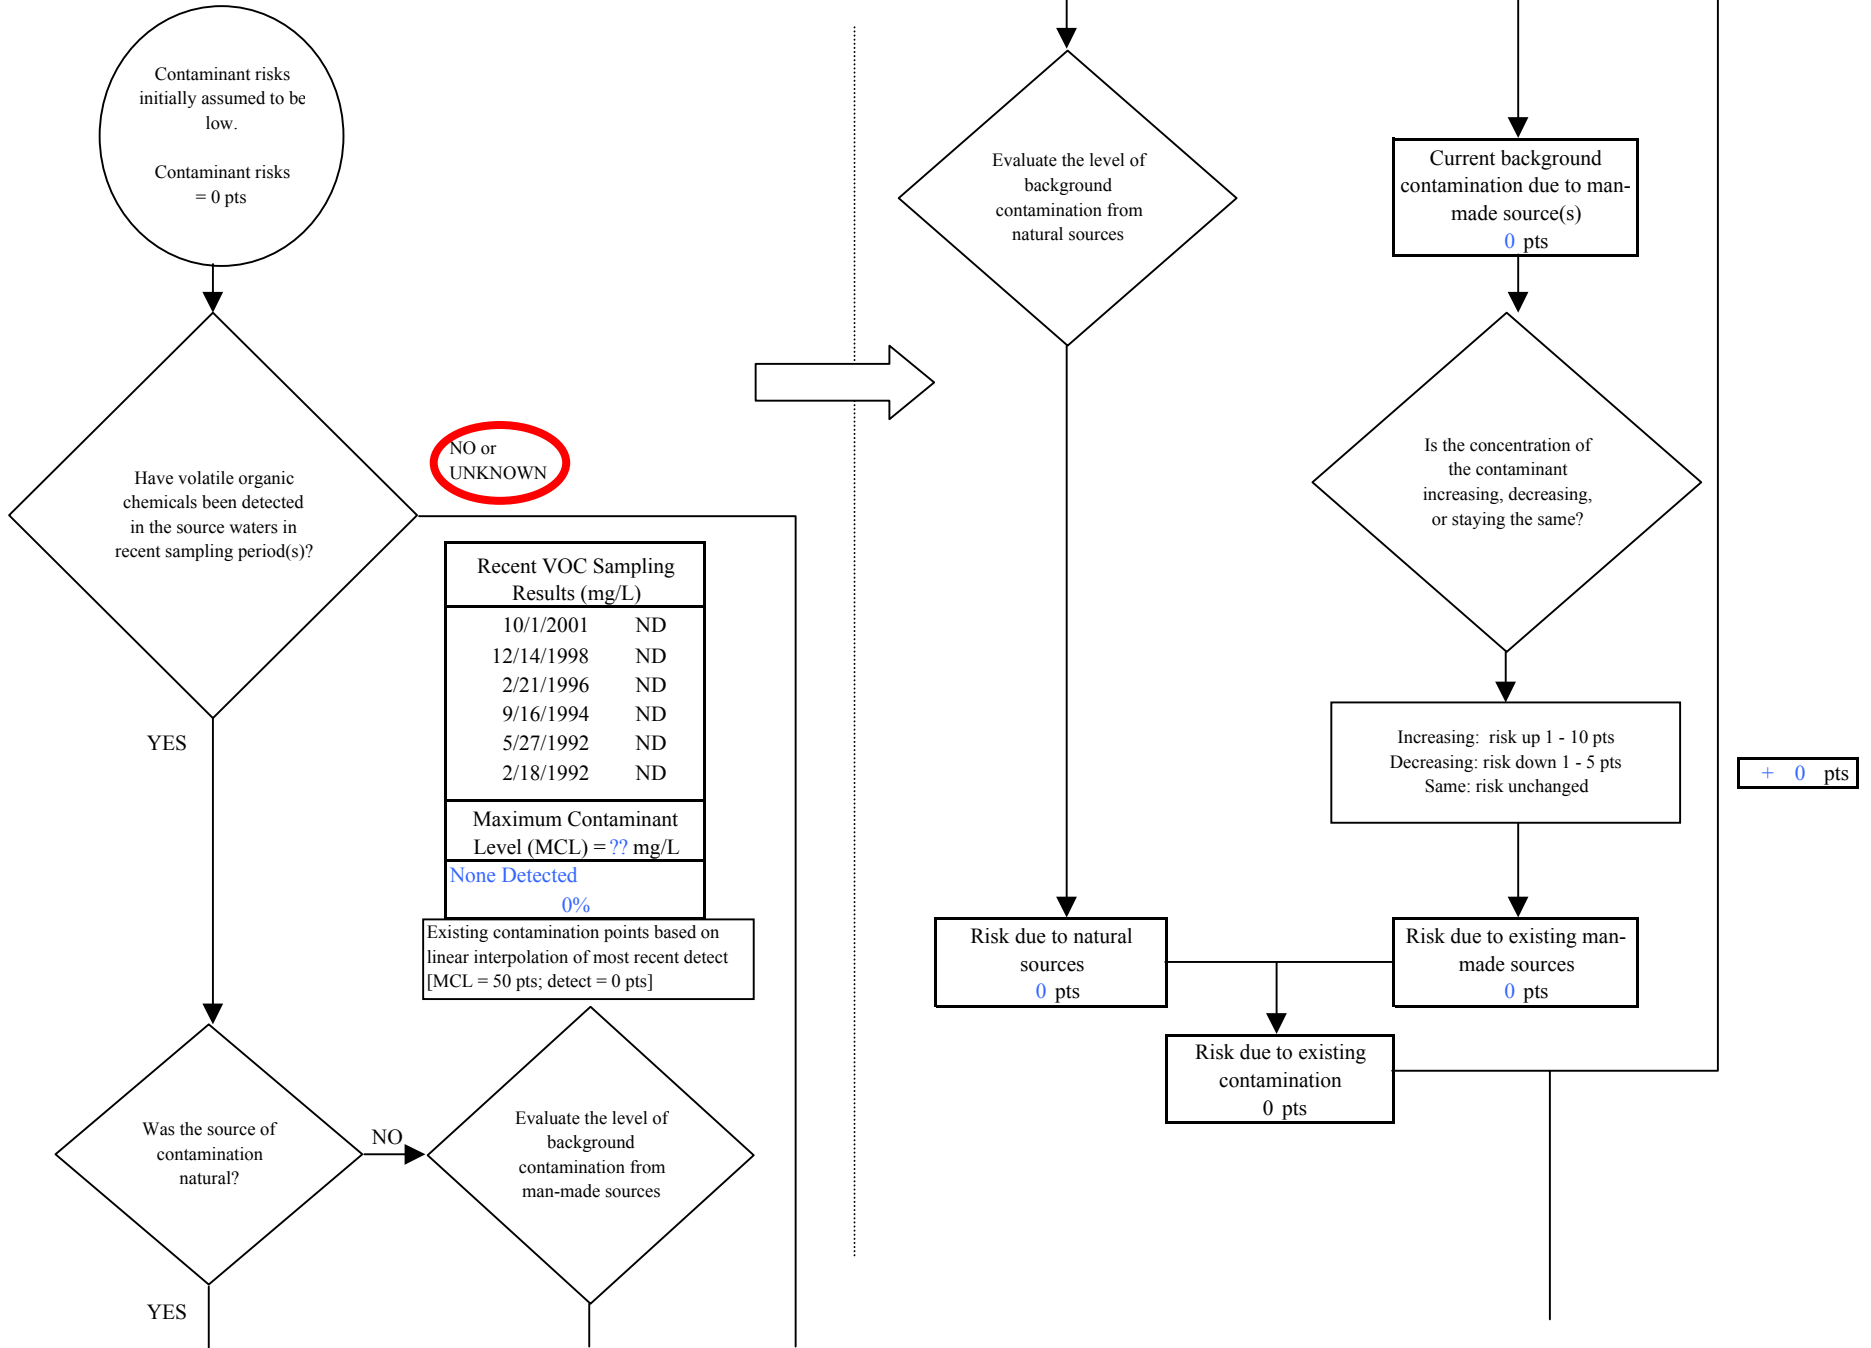 Contaminant risks
initially assumed to be
low.
Contaminant risks
= 0 pts
Have volatile organic
chemicals been detected
in the source waters in
recent sampling period(s)?
NO or
UNKNOWN
YES
Recent VOC Sampling
Results (mg/L)
10/1/2001 ND
12/14/1998 ND
2/21/1996 ND
9/16/1994 ND
5/27/1992 ND
2/18/1992 ND
Maximum Contaminant
Level (MCL) = ?? mg/L
None Detected
0%
Existing contamination points based on
linear interpolation of most recent detect
[MCL = 50 pts; detect = 0 pts]
Was the source of
contamination
natural?
NO
YES
Evaluate the level of
background
contamination from
man-made sources
Evaluate the level of
background
contamination from
natural sources
Current background
contamination due to man-
made source(s)
0 pts
Is the concentration of
the contaminant
increasing, decreasing,
or staying the same?
Increasing: risk up 1 - 10 pts
Decreasing: risk down 1 - 5 pts
Same: risk unchanged
+ 0 pts
Risk due to natural
sources
0 pts
Risk due to existing man-
made sources
0 pts
Risk due to existing
contamination
0 pts